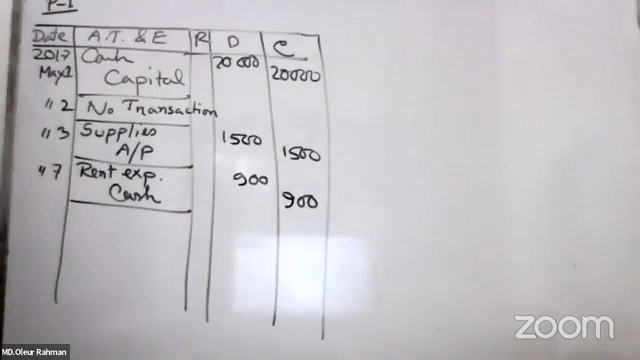 P-1
Date A.T. & E R D C
2017 Cash 20000
May 1 Capital 20000
"2 No Transaction
"3 Supplies 1500
A/P 1500
"7 Rent exp. 900
Cash 900
zoom
MD.Oleur Rahman